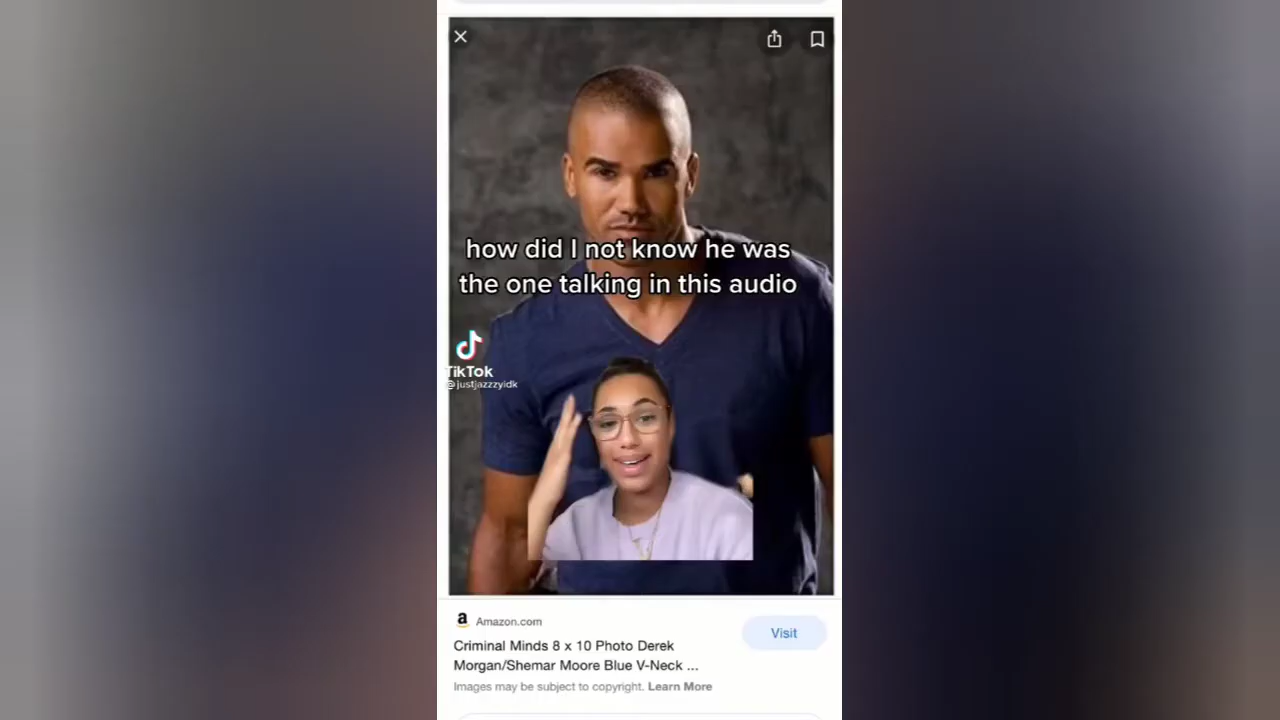 how did I not know he was
the one talking in this audio
TikTok
@justjazzzyidk
a Amazon.com
Visit
Criminal Minds 8 x 10 Photo Derek
Morgan/Shemar Moore Blue V-Neck ...
Images may be subject to copyright. Learn More